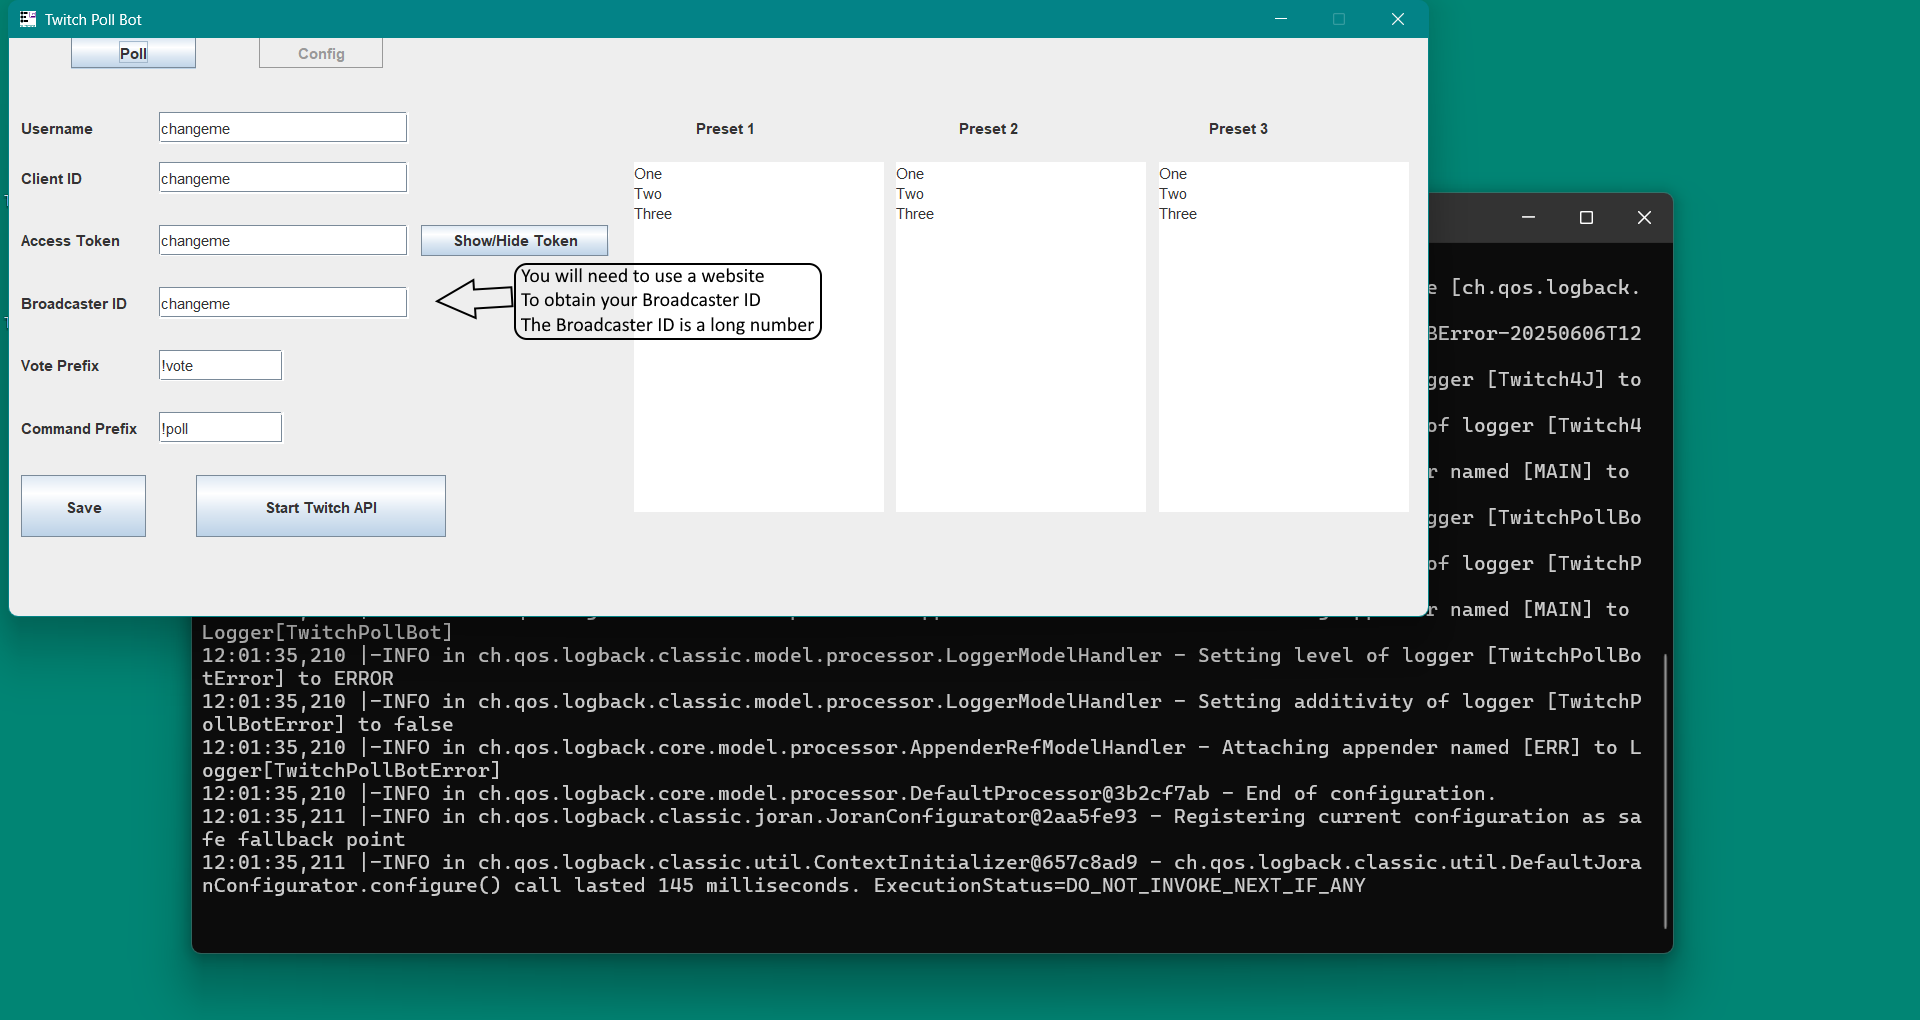 Twitch Poll Bot
Poll
Config
Username
changeme
Preset 1
Preset 2
Preset 3
Client ID
changeme
One
Two
Three
One
Two
Three
One
Two
Three
Access Token
changeme
Show/Hide Token
Broadcaster ID
changeme
You will need to use a website
To obtain your Broadcaster ID
The Broadcaster ID is a long number
Vote Prefix
!vote
Command Prefix
!poll
Save
Start Twitch API
e [ch.qos.logback.
BError-20250606T12
gger [Twitch4J] to
of logger [Twitch4
r named [MAIN] to
gger [TwitchPollBo
of logger [TwitchP
r named [MAIN] to
Logger[TwitchPollBot]
12:01:35,210 |-INFO in ch.qos.logback.classic.model.processor.LoggerModelHandler - Setting level of logger [TwitchPollBo
tError] to ERROR
12:01:35,210 |-INFO in ch.qos.logback.classic.model.processor.LoggerModelHandler - Setting additivity of logger [TwitchP
ollBotError] to false
12:01:35,210 |-INFO in ch.qos.logback.core.model.processor.AppenderRefModelHandler - Attaching appender named [ERR] to L
ogger[TwitchPollBotError]
12:01:35,210 |-INFO in ch.qos.logback.core.model.processor.DefaultProcessor@3b2cf7ab - End of configuration.
12:01:35,211 |-INFO in ch.qos.logback.classic.joran.JoranConfigurator@2aa5fe93 - Registering current configuration as sa
fe fallback point
12:01:35,211 |-INFO in ch.qos.logback.classic.util.ContextInitializer@657c8ad9 - ch.qos.logback.classic.util.DefaultJora
nConfigurator.configure() call lasted 145 milliseconds. ExecutionStatus=DO_NOT_INVOKE_NEXT_IF_ANY